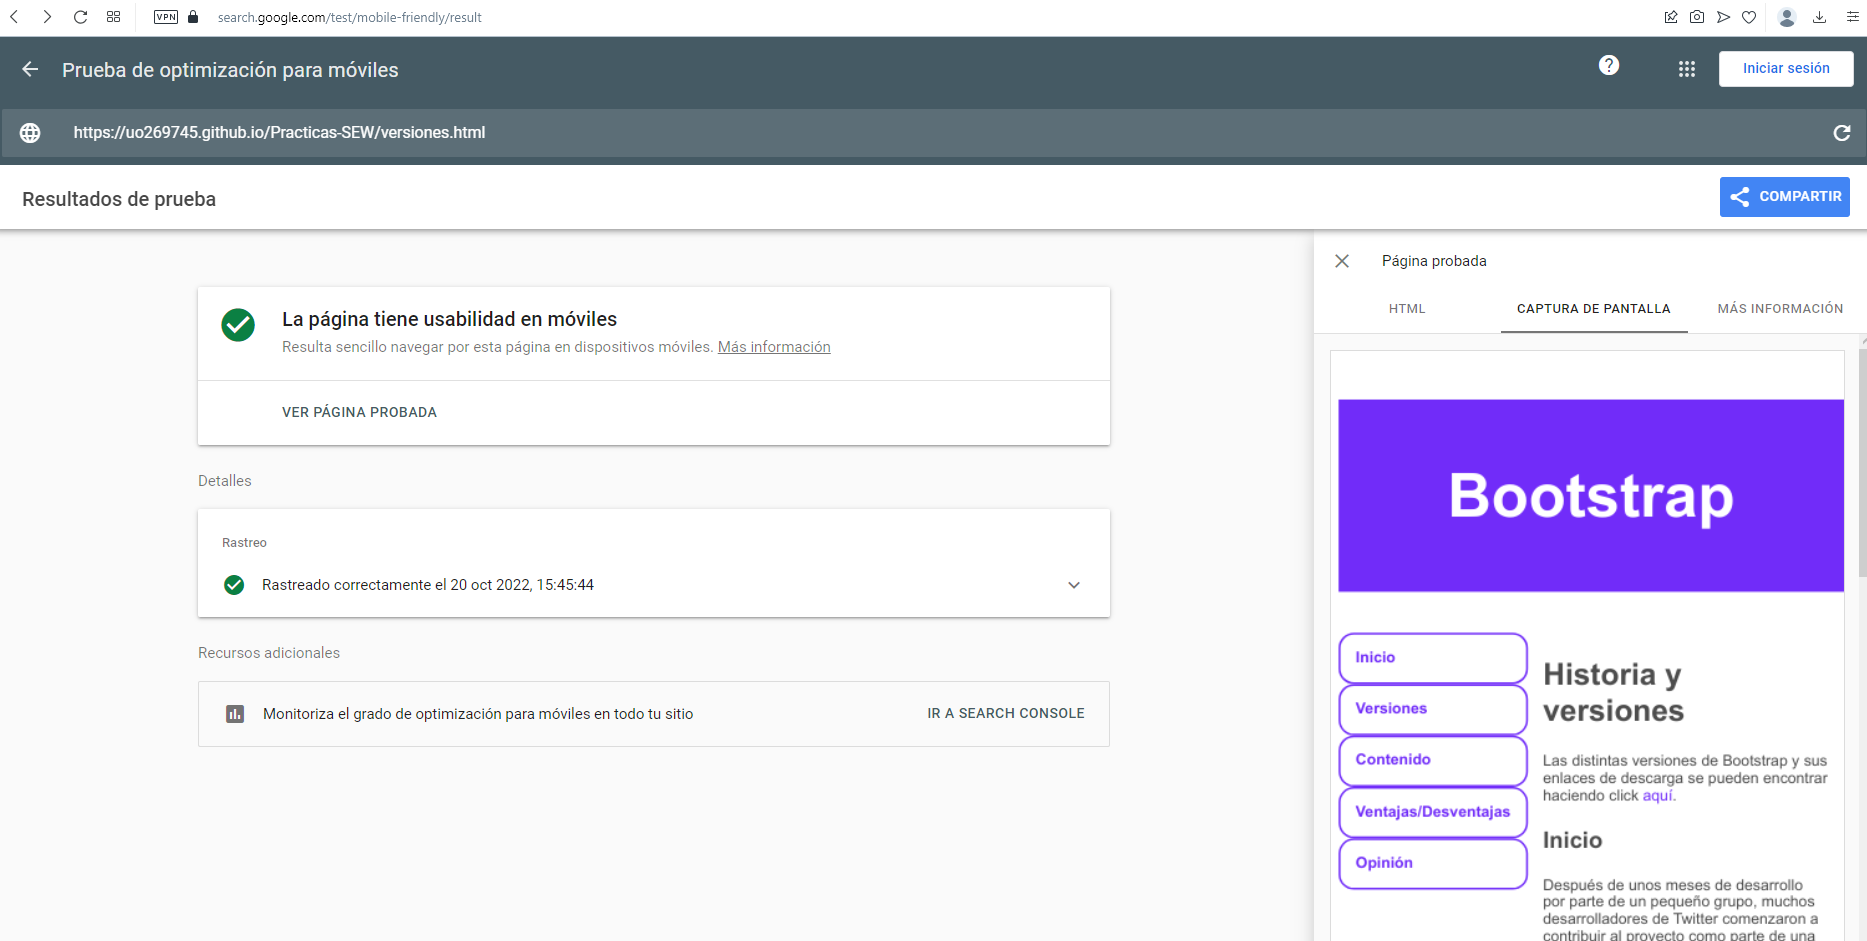 VPN
search.google.com/test/mobile-friendly/result
Prueba de optimización para móviles
?
Iniciar sesión
https://uo269745.github.io/Practicas-SEW/versiones.html
Resultados de prueba
COMPARTIR
La página tiene usabilidad en móviles
Resulta sencillo navegar por esta página en dispositivos móviles. Más información
VER PÁGINA PROBADA
Detalles
Rastreo
Rastreado correctamente el 20 oct 2022, 15:45:44
Recursos adicionales
Monitoriza el grado de optimización para móviles en todo tu sitio
IR A SEARCH CONSOLE
Página probada
HTML
CAPTURA DE PANTALLA
MÁS INFORMACIÓN
Bootstrap
Inicio
Versiones
Contenido
Ventajas/Desventajas
Opinión
Historia y
versiones
Las distintas versiones de Bootstrap y sus
enlaces de descarga se pueden encontrar
haciendo click aquí.
Inicio
Después de unos meses de desarrollo
por parte de un pequeño grupo, muchos
desarrolladores de Twitter comenzaron a
contribuir al proyecto como parte de una